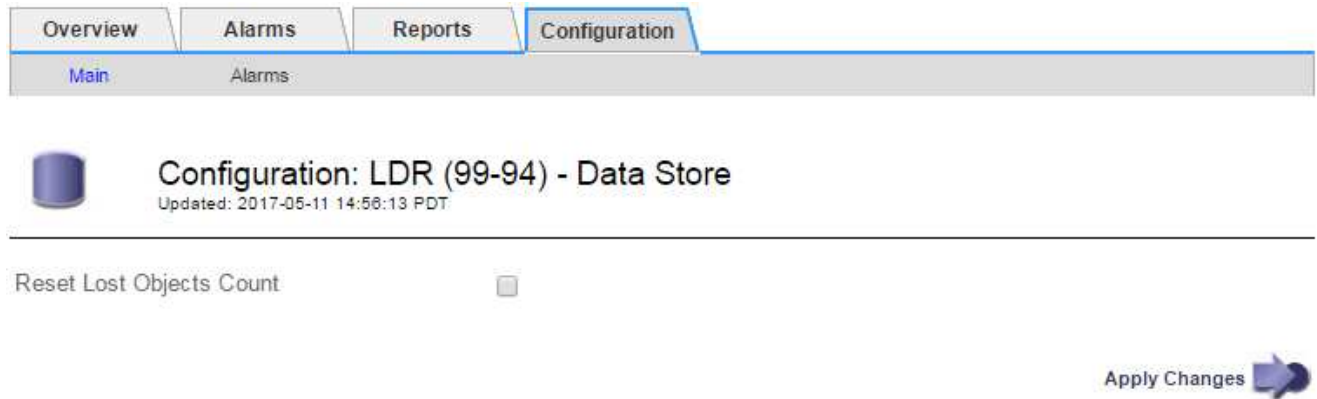 Overview Alarms Reports Configuration
Main Alarms
Configuration: LDR (99-94) - Data Store
Updated: 2017-05-11 14:56:13 PDT
Reset Lost Objects Count
Apply Changes